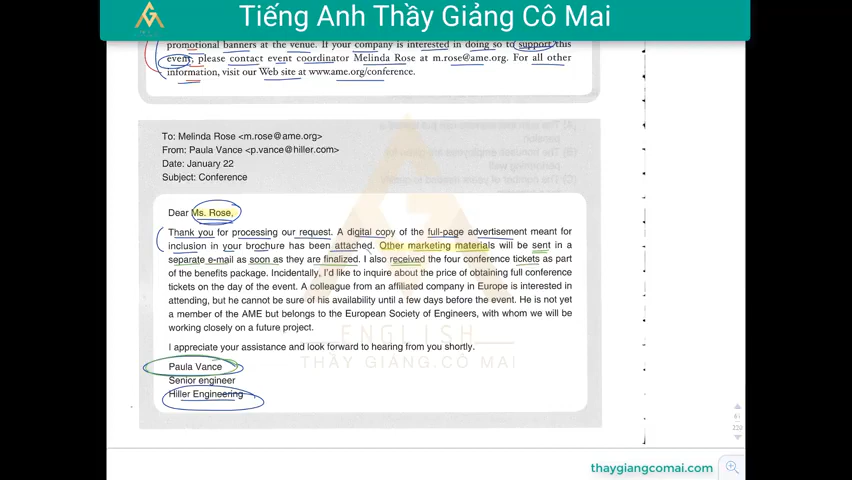 Tiếng Anh Thầy Giảng Cô Mai
promotional banners at the venue. If your company is interested in doing so to support this
event, please contact event coordinator Melinda Rose at m.rose@ame.org. For all other
information, visit our Web site at www.ame.org/conference.
To: Melinda Rose <m.rose@ame.org>
From: Paula Vance <p.vance@hiller.com>
Date: January 22
Subject: Conference
Dear Ms. Rose,
Thank you for processing our request. A digital copy of the full-page advertisement meant for
inclusion in your brochure has been attached. Other marketing materials will be sent in a
separate e-mail as soon as they are finalized. I also received the four conference tickets as part
of the benefits package. Incidentally, I'd like to inquire about the price of obtaining full conference
tickets on the day of the event. A colleague from an affiliated company in Europe is interested in
attending, but he cannot be sure of his availability until a few days before the event. He is not yet
a member of the AME but belongs to the European Society of Engineers, with whom we will be
working closely on a future project.
ENGLISH
I appreciate your assistance and look forward to hearing from you shortly.
THẦY GIẢNG.CÔ MAI
Paula Vance
Senior engineer
Hiller Engineering
thaygiangcomai.com